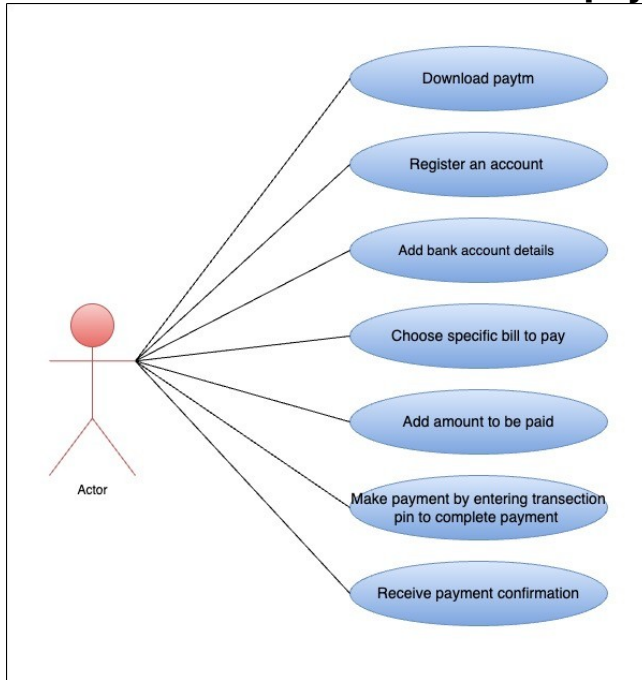 Download paytm
Register an account
Add bank account details
Choose specific bill to pay
Add amount to be paid
Make payment by entering transection
pin to complete payment
Receive payment confirmation
Actor